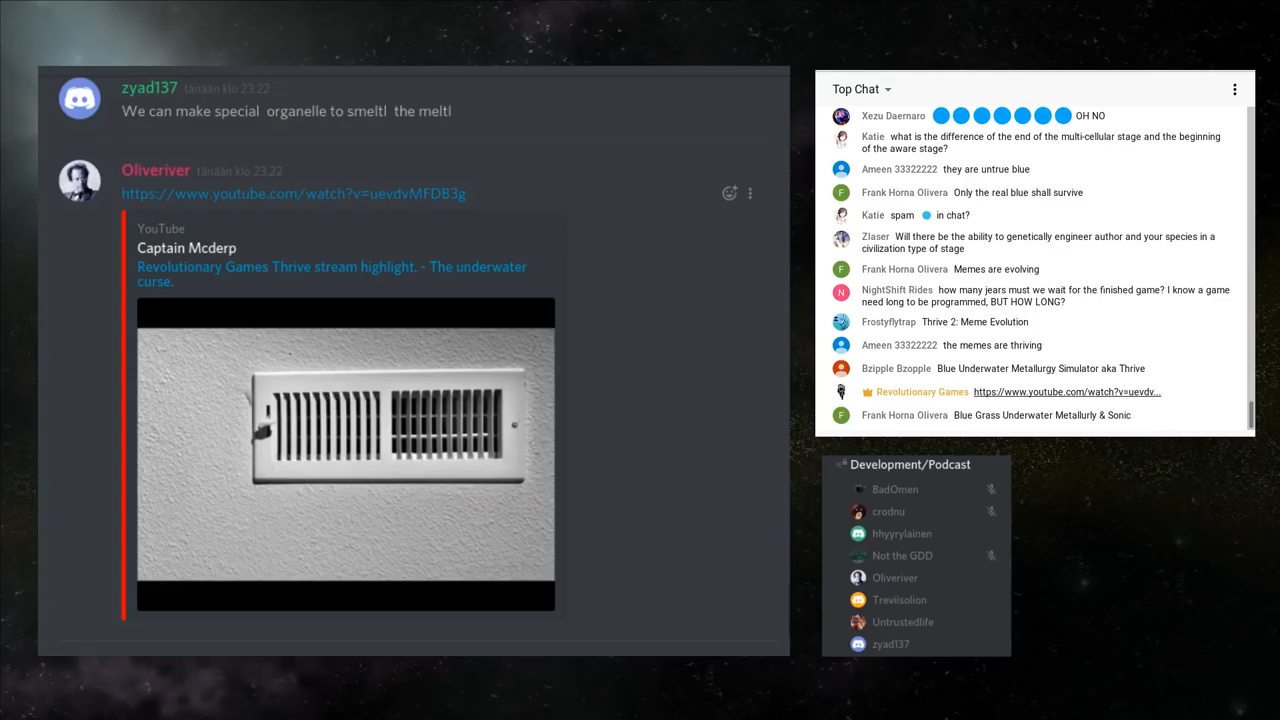 zyad137 tänään klo 23.22
We can make special organelle to smeltl the meltl
Oliveriver tänään klo 23.22
https://www.youtube.com/watch?v=uevdvMFDB3g
YouTube
Captain Mcderp
Revolutionary Games Thrive stream highlight. - The underwater
curse.
Top Chat
Xezu Daernaro OH NO
Katie what is the difference of the end of the multi-cellular stage and the beginning
of the aware stage?
Ameen 33322222 they are untrue blue
Frank Horna Olivera Only the real blue shall survive
Katie spam in chat?
Zlaser Will there be the ability to genetically engineer author and your species in a
civilization type of stage
F Frank Horna Olivera Memes are evolving
N NightShift Rides how many jears must we wait for the finished game? I know a game
need long to be programmed, BUT HOW LONG?
Frostyflytrap Thrive 2: Meme Evolution
Ameen 33322222 the memes are thriving
Bzipple Bzopple Blue Underwater Metallurgy Simulator aka Thrive
Revolutionary Games https://www.youtube.com/watch?v=uevdv...
F Frank Horna Olivera Blue Grass Underwater Metallurly & Sonic
Development/Podcast
BadOmen
crodnu
hhyyrylainen
Not the GDD
Oliveriver
Treviisolion
Untrustedlife
zyad137